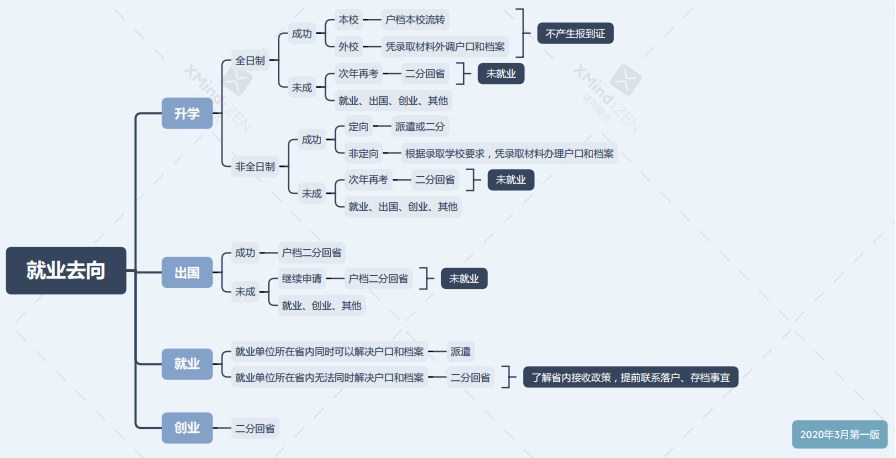 就业去向
升学
全日制
成功
本校
户档本校流转
外校
凭录取材料外调户口和档案
不产生报到证
未成
次年再考
二分回省
未就业
就业、出国、创业、其他
非全日制
成功
定向
派遣或二分
非定向
根据录取学校要求，凭录取材料办理户口和档案
未成
次年再考
二分回省
未就业
就业、出国、创业、其他
出国
成功
户档二分回省
未成
继续申请
户档二分回省
未就业
就业、创业、其他
就业
就业单位所在省内同时可以解决户口和档案
派遣
就业单位所在省内无法同时解决户口和档案
二分回省
了解省内接收政策，提前联系落户、存档事宜
创业
二分回省
2020年3月第一版
XMind:ZEN
XMind:ZEN